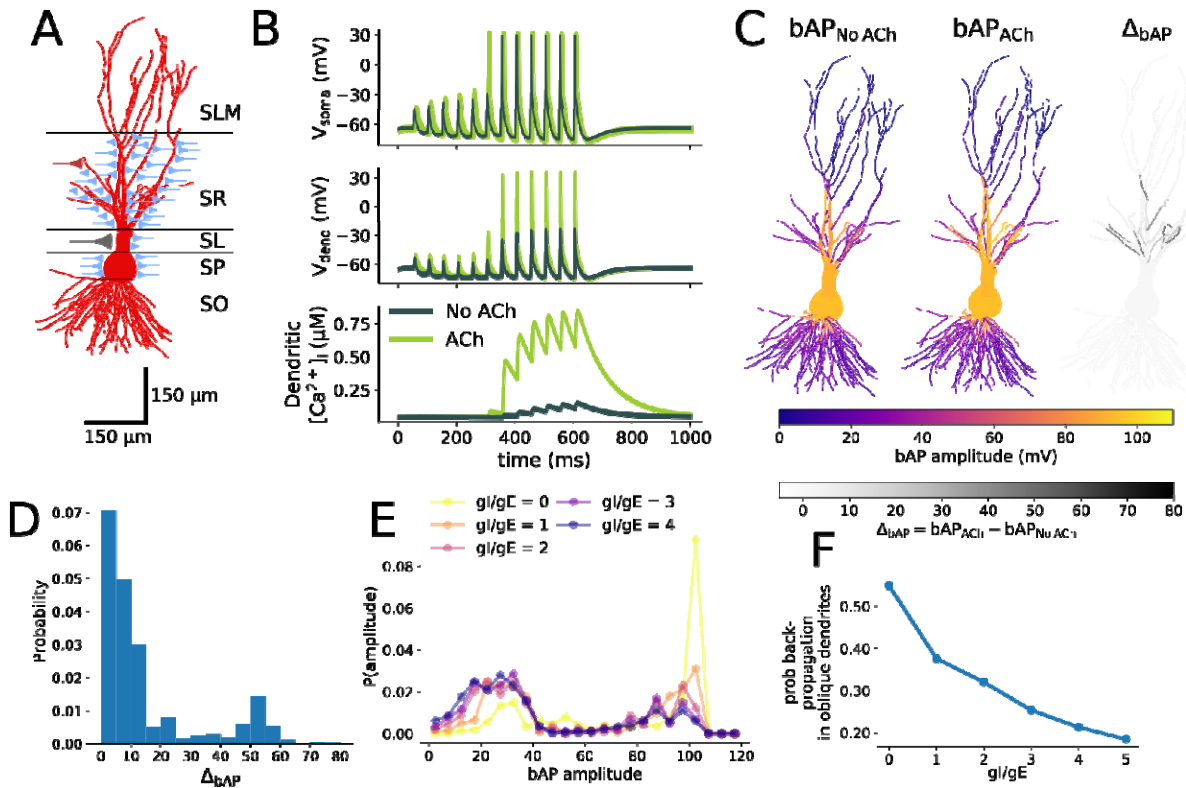 A
SLM
SR
SL
SP
SO
150 μm
150 μm
B
V_soma (mV)
30
−30
−60
V_denc (mV)
30
−30
−60
Dendritic
[Ca²⁺]ᵢ (μM)
0.75
0.50
0.25
No ACh
ACh
0 200 400 600 800 1000
time (ms)
C
bAP_No ACh
bAP_ACh
Δ_bAP
0 20 40 60 80 100
bAP amplitude (mV)
0 10 20 30 40 50 60 70 80
Δ_bAP = bAP_ACh − bAP_No ACh
D
Probability
0.07
0.06
0.05
0.04
0.03
0.02
0.01
0.00
0 10 20 30 40 50 60 70 80
Δ_bAP
E
gI/gE = 0
gI/gE = 1
gI/gE = 2
gI/gE = 3
gI/gE = 4
P(amplitude)
0.08
0.06
0.04
0.02
0.00
0 20 40 60 80 100 120
bAP amplitude
F
prob back-
propagation
in oblique dendrites
0.50
0.40
0.30
0.20
0 1 2 3 4 5
gI/gE